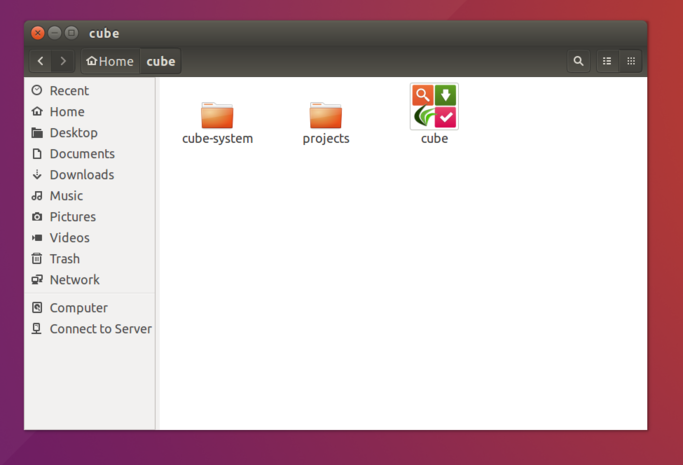 cube
Home
cube
Recent
Home
Desktop
Documents
Downloads
Music
Pictures
Videos
Trash
Network
Computer
Connect to Server
cube-system
projects
cube